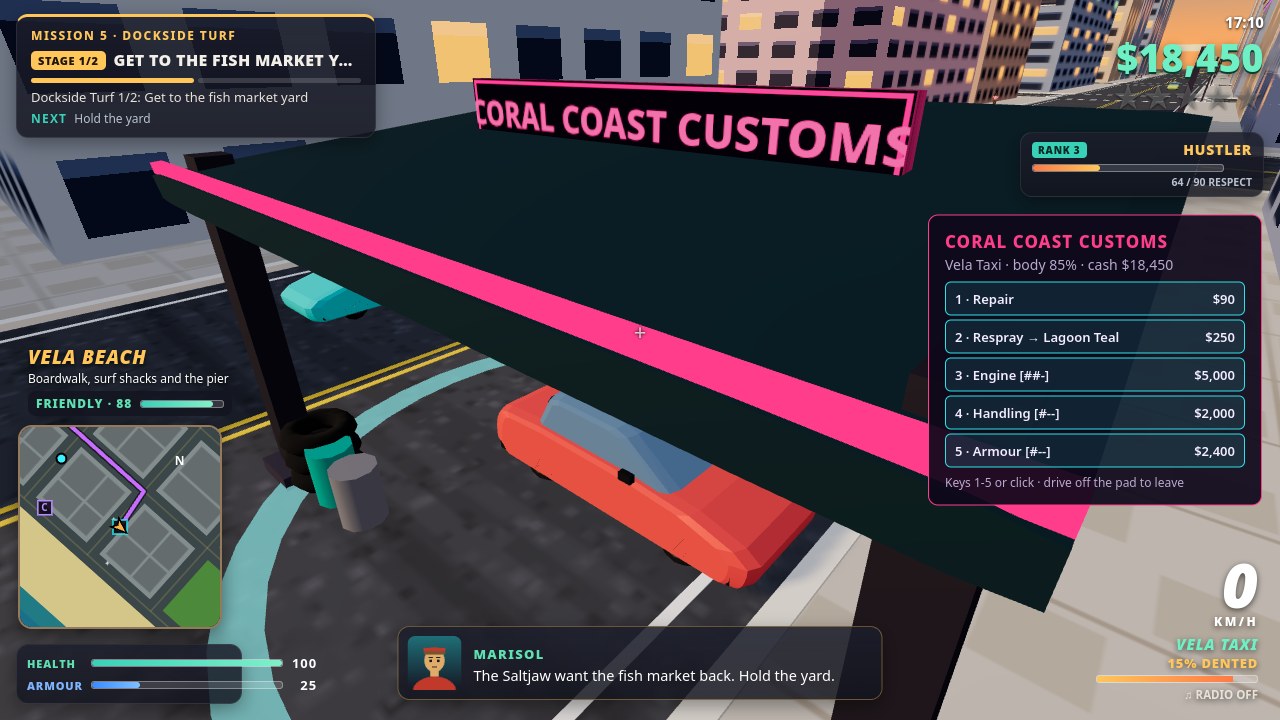 MISSION 5 · DOCKSIDE TURF
STAGE 1/2 GET TO THE FISH MARKET Y…
Dockside Turf 1/2: Get to the fish market yard
NEXT Hold the yard
CORAL COAST CUSTOMS
17:10
$18,450
RANK 3 HUSTLER
64 / 90 RESPECT
CORAL COAST CUSTOMS
Vela Taxi · body 85% · cash $18,450
1 · Repair $90
2 · Respray → Lagoon Teal $250
3 · Engine [##-] $5,000
4 · Handling [#--] $2,000
5 · Armour [#--] $2,400
Keys 1-5 or click · drive off the pad to leave
VELA BEACH
Boardwalk, surf shacks and the pier
FRIENDLY · 88
N
C
HEALTH 100
ARMOUR 25
MARISOL
The Saltjaw want the fish market back. Hold the yard.
0
KM/H
VELA TAXI
15% DENTED
♫ RADIO OFF